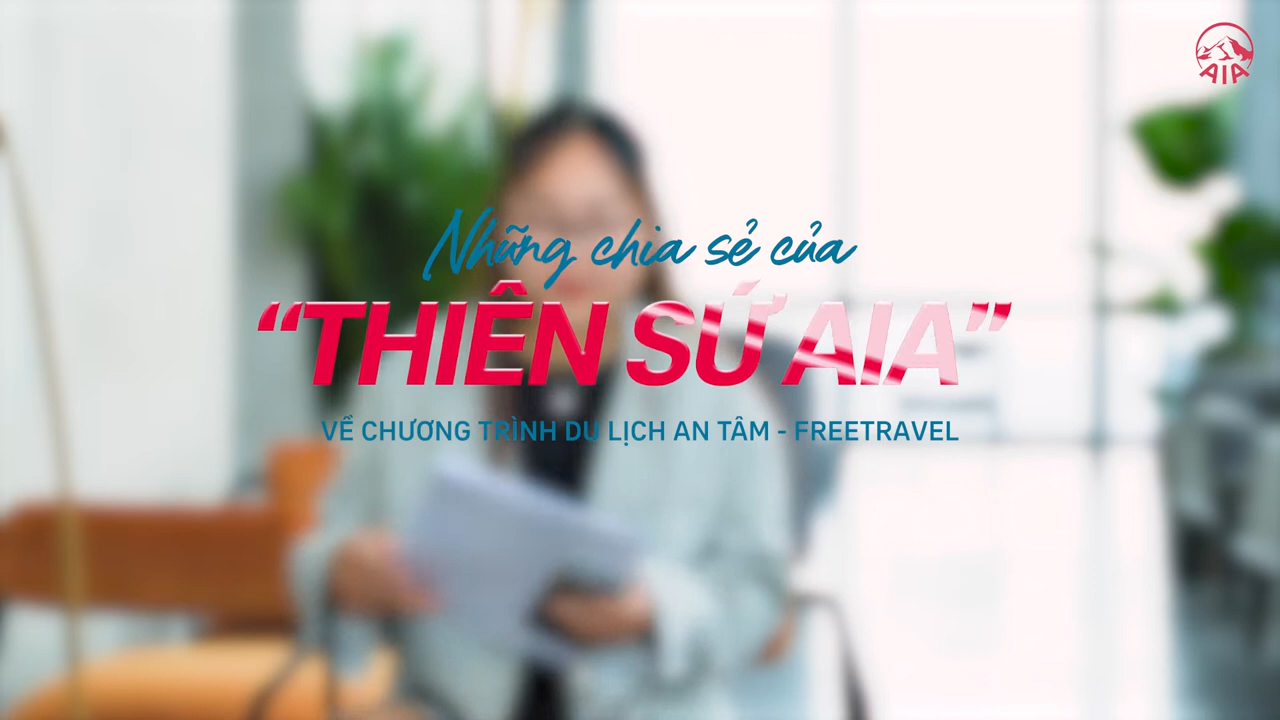 AIA
Những chia sẻ của
“THIÊN SỨ AIA”
VỀ CHƯƠNG TRÌNH DU LỊCH AN TÂM - FREETRAVEL